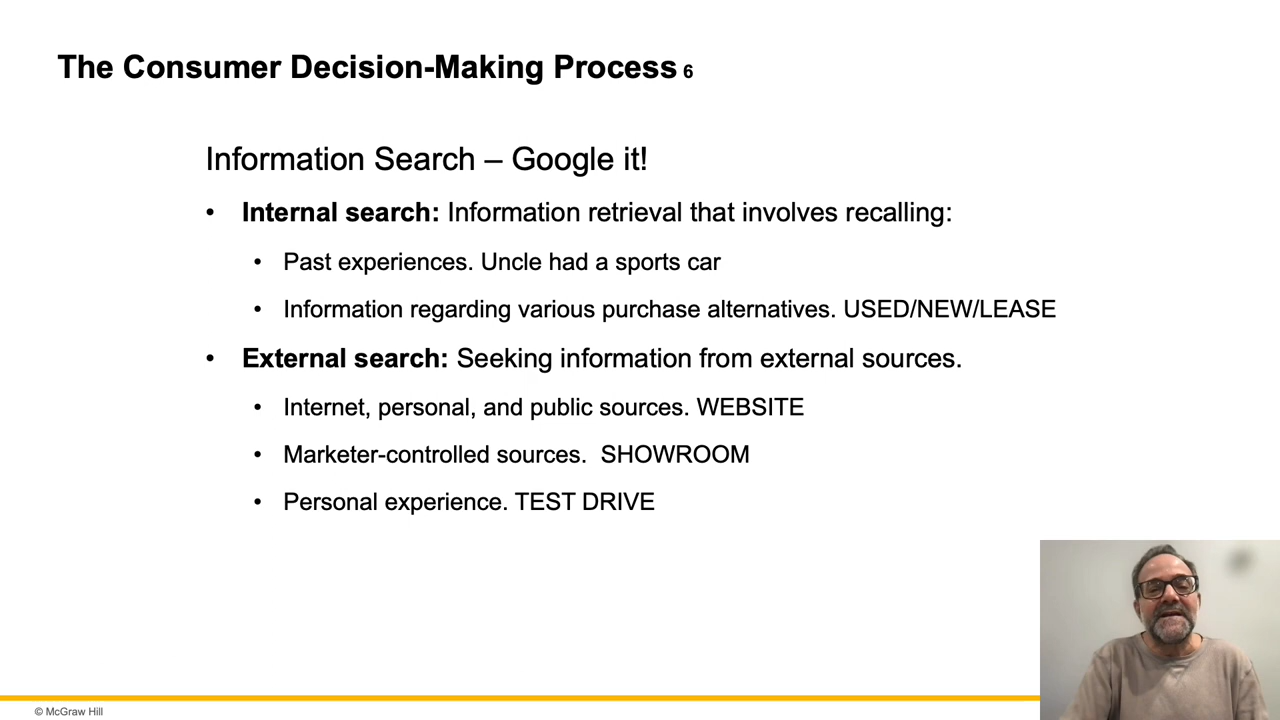 The Consumer Decision-Making Process 6
Information Search – Google it!
• Internal search: Information retrieval that involves recalling:
• Past experiences. Uncle had a sports car
• Information regarding various purchase alternatives. USED/NEW/LEASE
• External search: Seeking information from external sources.
• Internet, personal, and public sources. WEBSITE
• Marketer-controlled sources.  SHOWROOM
• Personal experience. TEST DRIVE
© McGraw Hill